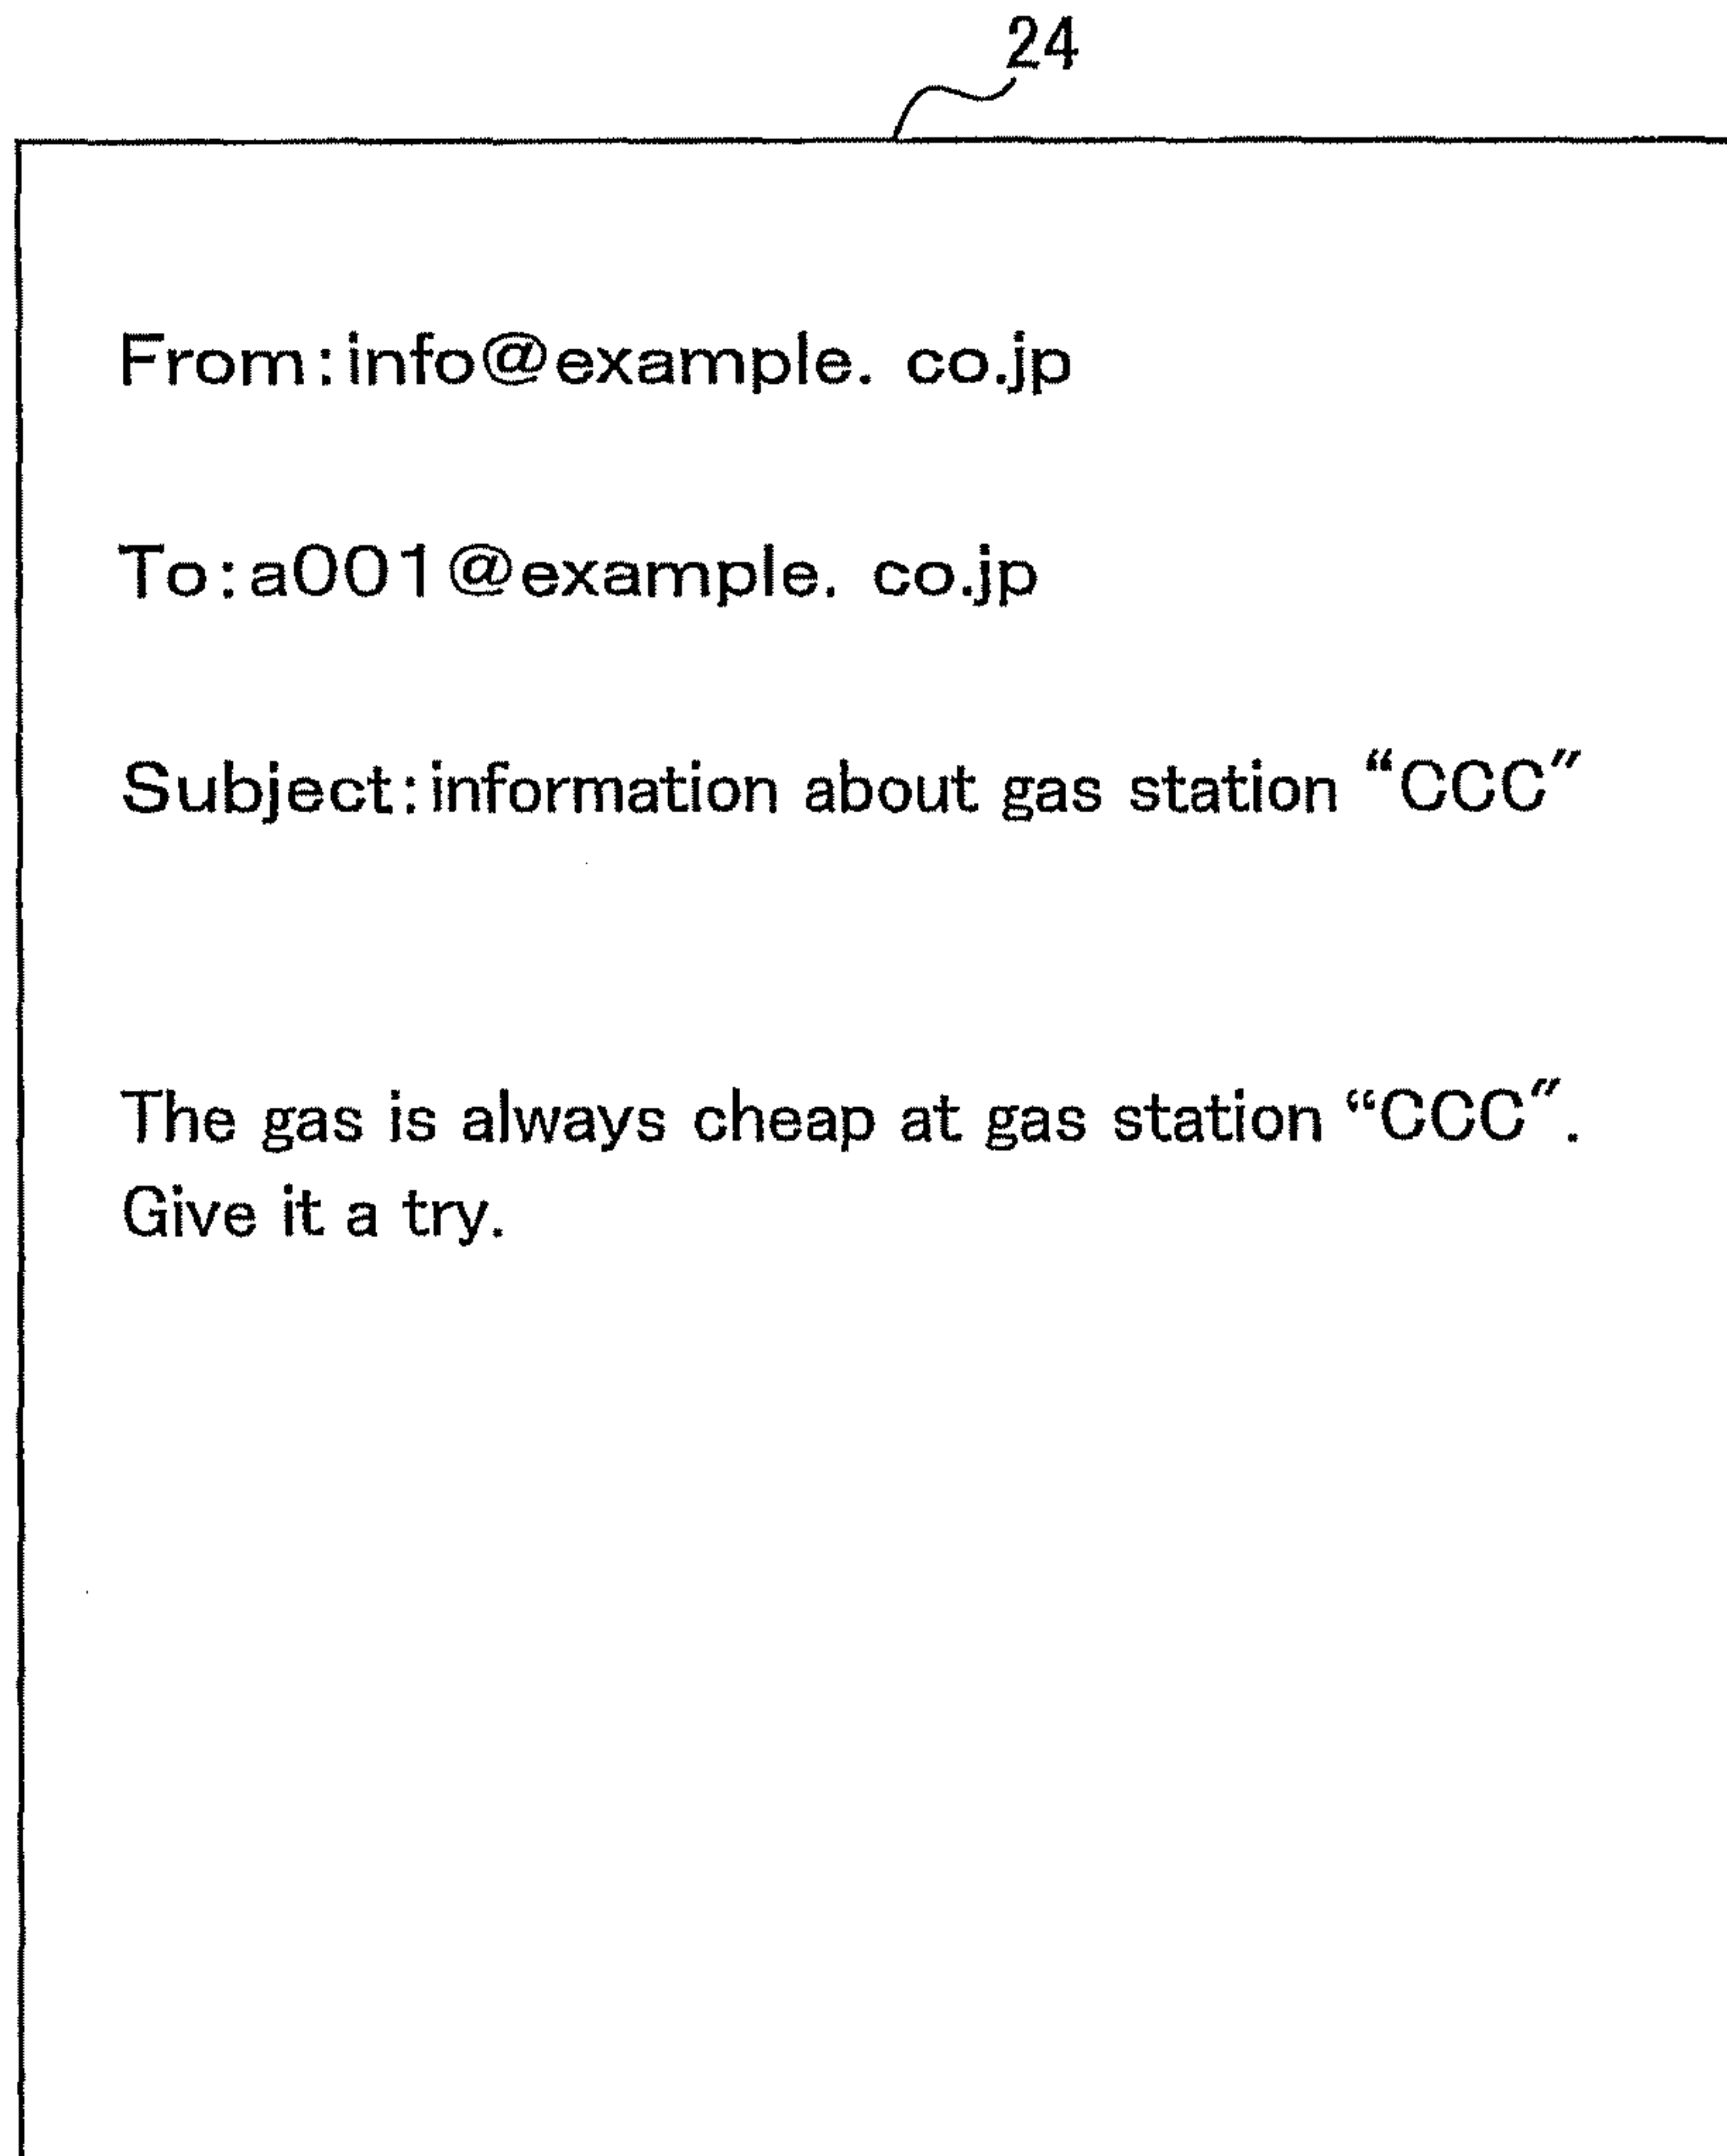 24
From:info@example. co.jp
To:a001@example. co.jp
Subject:information about gas station “CCC”
The gas is always cheap at gas station “CCC”.
Give it a try.